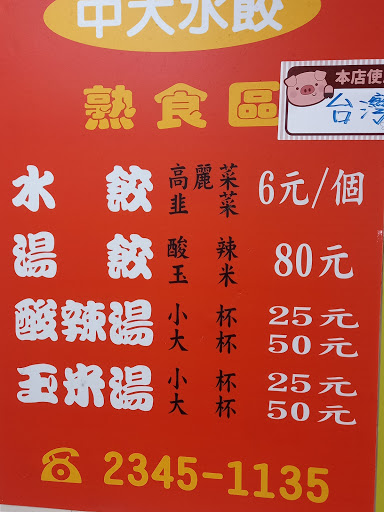 中大水餃
熟食區
本店使
台灣
水餃 高麗菜 6元/個
韭菜
湯餃 酸辣 80元
玉米
酸辣湯 小杯 25元
大杯 50元
玉米湯 小杯 25元
大杯 50元
☎2345-1135